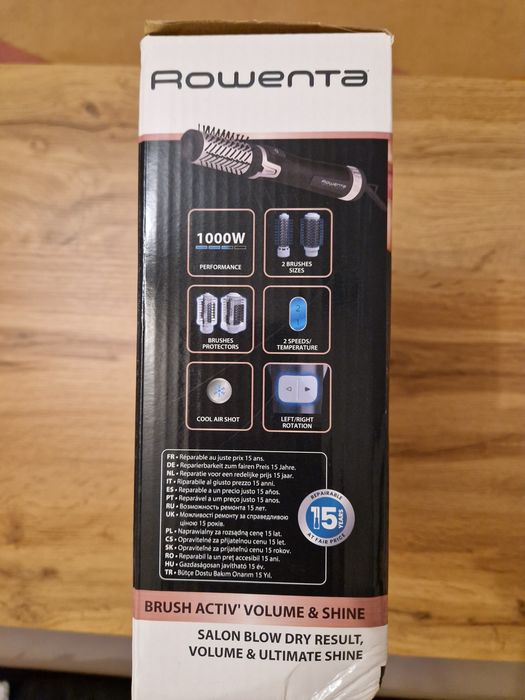 Rowenta
ROWENTA
1000W
PERFORMANCE
2 BRUSHES
SIZES
BRUSHES
PROTECTORS
2
1
2 SPEEDS/
TEMPERATURE
COOL AIR SHOT
LEFT/RIGHT
ROTATION
FR • Réparable au juste prix 15 ans.
DE • Reparierbarkeit zum fairen Preis 15 Jahre.
NL • Reparatie voor een redelijke prijs 15 jaar.
IT • Riparabile al giusto prezzo 15 anni.
ES • Reparable a un precio justo 15 años.
PT • Reparável a um preço justo 15 anos.
RU • Возможность ремонта 15 лет.
UK • Можливості ремонту за справедливою
ціною 15 років.
PL • Naprawialny za rozsądną cenę 15 lat.
CS • Opravitelné za přijatelnou cenu 15 let.
SK • Opraviteľné za prijateľnú cenu 15 rokov.
RO • Reparabil la un preț accesibil 15 ani.
HU • Gazdaságosan javítható 15 év.
TR • Bütçe Dostu Bakım Onarım 15 Yıl.
REPAIRABLE
15 YEARS
AT FAIR PRICE
BRUSH ACTIV' VOLUME & SHINE
SALON BLOW DRY RESULT,
VOLUME & ULTIMATE SHINE